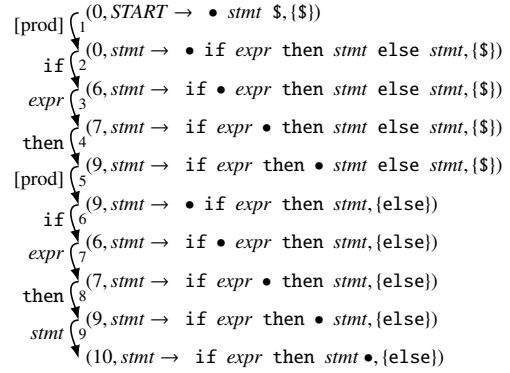 (0, START → • stmt $, {$})
[prod] 1
(0, stmt → • if expr then stmt else stmt, {$})
if 2
(6, stmt → if • expr then stmt else stmt, {$})
expr 3
(7, stmt → if expr • then stmt else stmt, {$})
then 4
(9, stmt → if expr then • stmt else stmt, {$})
[prod] 5
(9, stmt → • if expr then stmt, {else})
if 6
(6, stmt → if • expr then stmt, {else})
expr 7
(7, stmt → if expr • then stmt, {else})
then 8
(9, stmt → if expr then • stmt, {else})
stmt 9
(10, stmt → if expr then stmt •, {else})